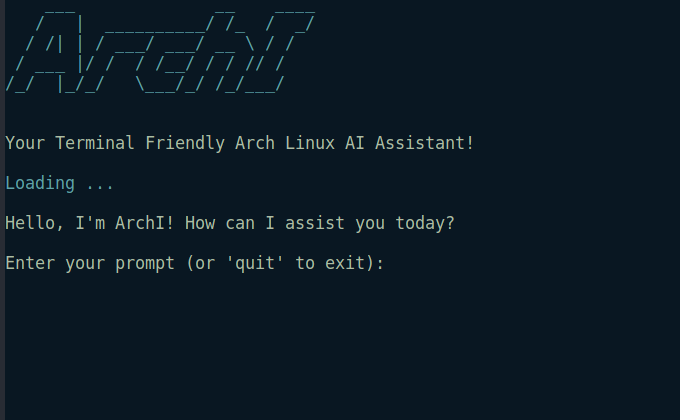 ArchI
Your Terminal Friendly Arch Linux AI Assistant!
Loading ...
Hello, I'm ArchI! How can I assist you today?
Enter your prompt (or 'quit' to exit):